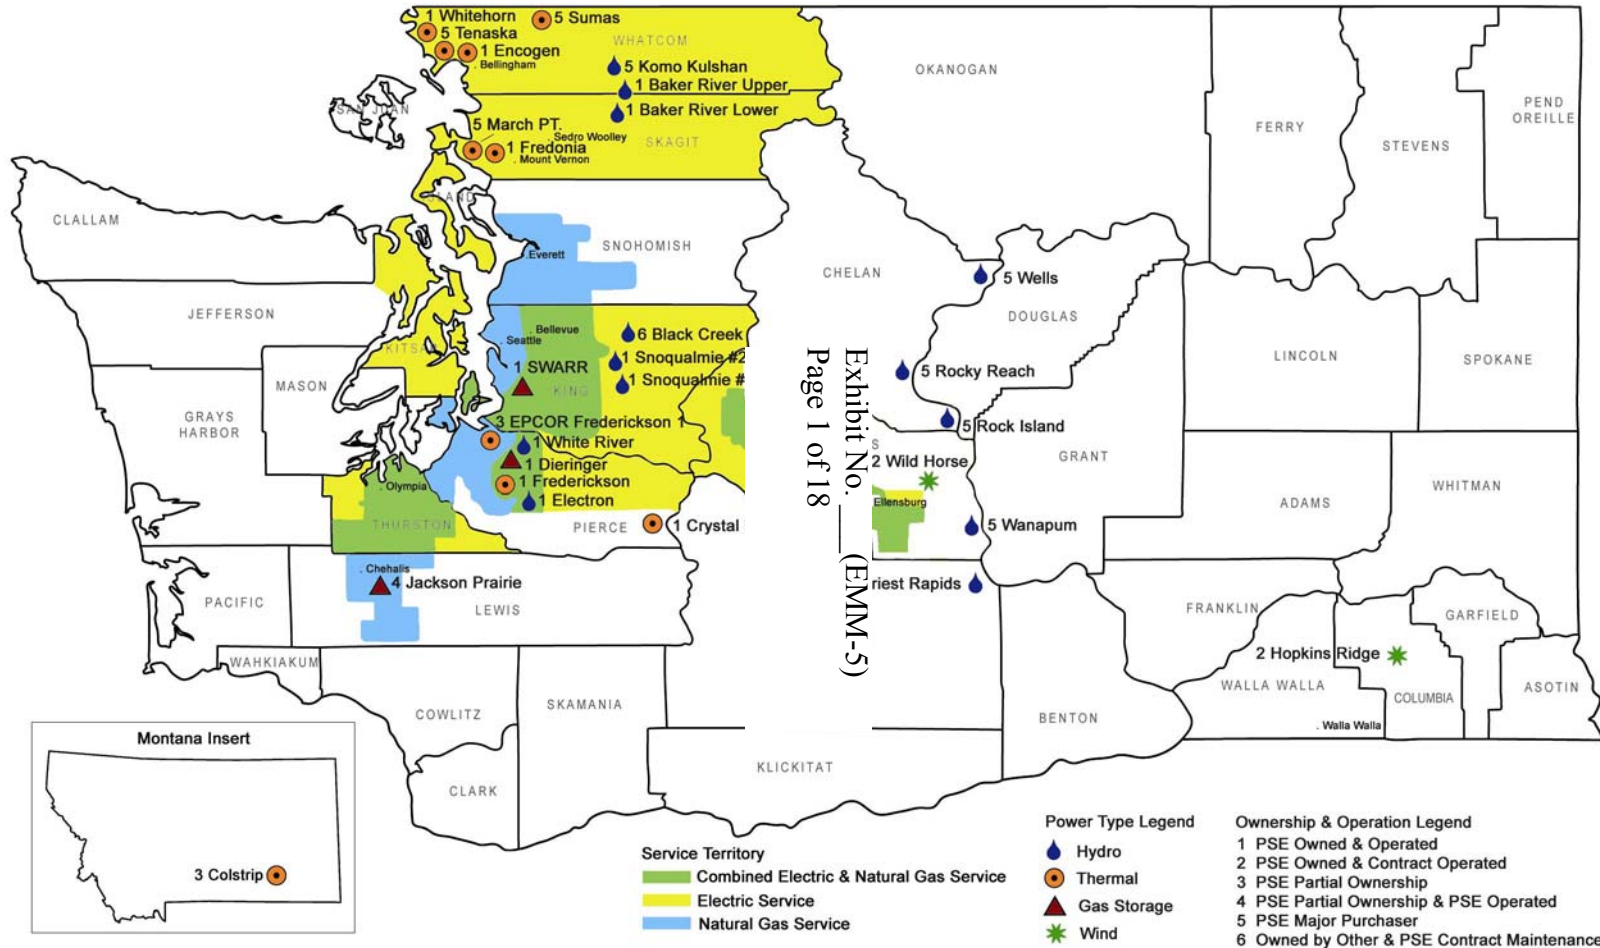 1 Whitehorn
5 Sumas
5 Tenaska
1 Encogen
. Bellingham
WHATCOM
5 Komo Kulshan
1 Baker River Upper
1 Baker River Lower
SAN JUAN
5 March PT.
. Sedro Woolley
SKAGIT
1 Fredonia
. Mount Vernon
ISLAND
OKANOGAN
FERRY
STEVENS
PEND
OREILLE
CLALLAM
. Everett
SNOHOMISH
CHELAN
5 Wells
DOUGLAS
JEFFERSON
KITSAP
. Bellevue
. Seattle
6 Black Creek
1 Snoqualmie #2
1 Snoqualmie #
1 SWARR
KING
5 Rocky Reach
LINCOLN
SPOKANE
MASON
GRAYS
HARBOR
3 EPCOR Frederickson 1
1 White River
1 Dieringer
1 Frederickson
1 Electron
Exhibit No. ___(EMM-5)
Page 1 of 18
5 Rock Island
S
2 Wild Horse
GRANT
Ellensburg
. Olympia
THURSTON
PIERCE
1 Crystal
5 Wanapum
ADAMS
WHITMAN
. Chehalis
4 Jackson Prairie
LEWIS
PACIFIC
riest Rapids
FRANKLIN
GARFIELD
WAHKIAKUM
2 Hopkins Ridge
WALLA WALLA
COLUMBIA
ASOTIN
. Walla Walla
COWLITZ
SKAMANIA
BENTON
KLICKITAT
CLARK
Montana Insert
3 Colstrip
Service Territory
Combined Electric & Natural Gas Service
Electric Service
Natural Gas Service
Power Type Legend
Hydro
Thermal
Gas Storage
Wind
Ownership & Operation Legend
1 PSE Owned & Operated
2 PSE Owned & Contract Operated
3 PSE Partial Ownership
4 PSE Partial Ownership & PSE Operated
5 PSE Major Purchaser
6 Owned by Other & PSE Contract Maintenance